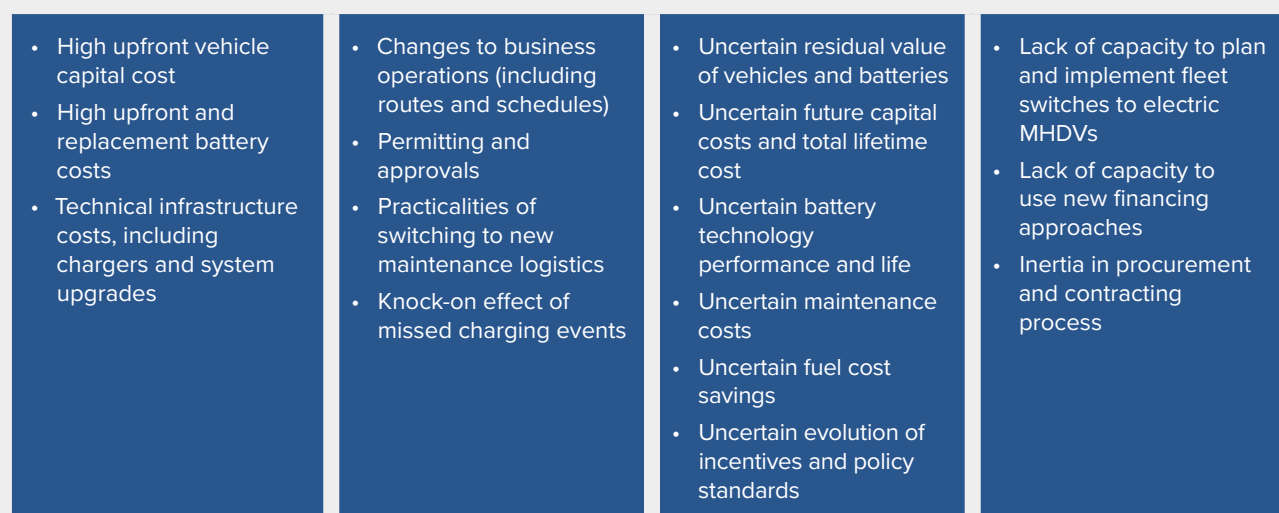 • High upfront vehicle
capital cost
• High upfront and
replacement battery
costs
• Technical infrastructure
costs, including
chargers and system
upgrades
• Changes to business
operations (including
routes and schedules)
• Permitting and
approvals
• Practicalities of
switching to new
maintenance logistics
• Knock-on effect of
missed charging events
• Uncertain residual value
of vehicles and batteries
• Uncertain future capital
costs and total lifetime
cost
• Uncertain battery
technology
performance and life
• Uncertain maintenance
costs
• Uncertain fuel cost
savings
• Uncertain evolution of
incentives and policy
standards
• Lack of capacity to plan
and implement fleet
switches to electric
MHDVs
• Lack of capacity to
use new financing
approaches
• Inertia in procurement
and contracting
process